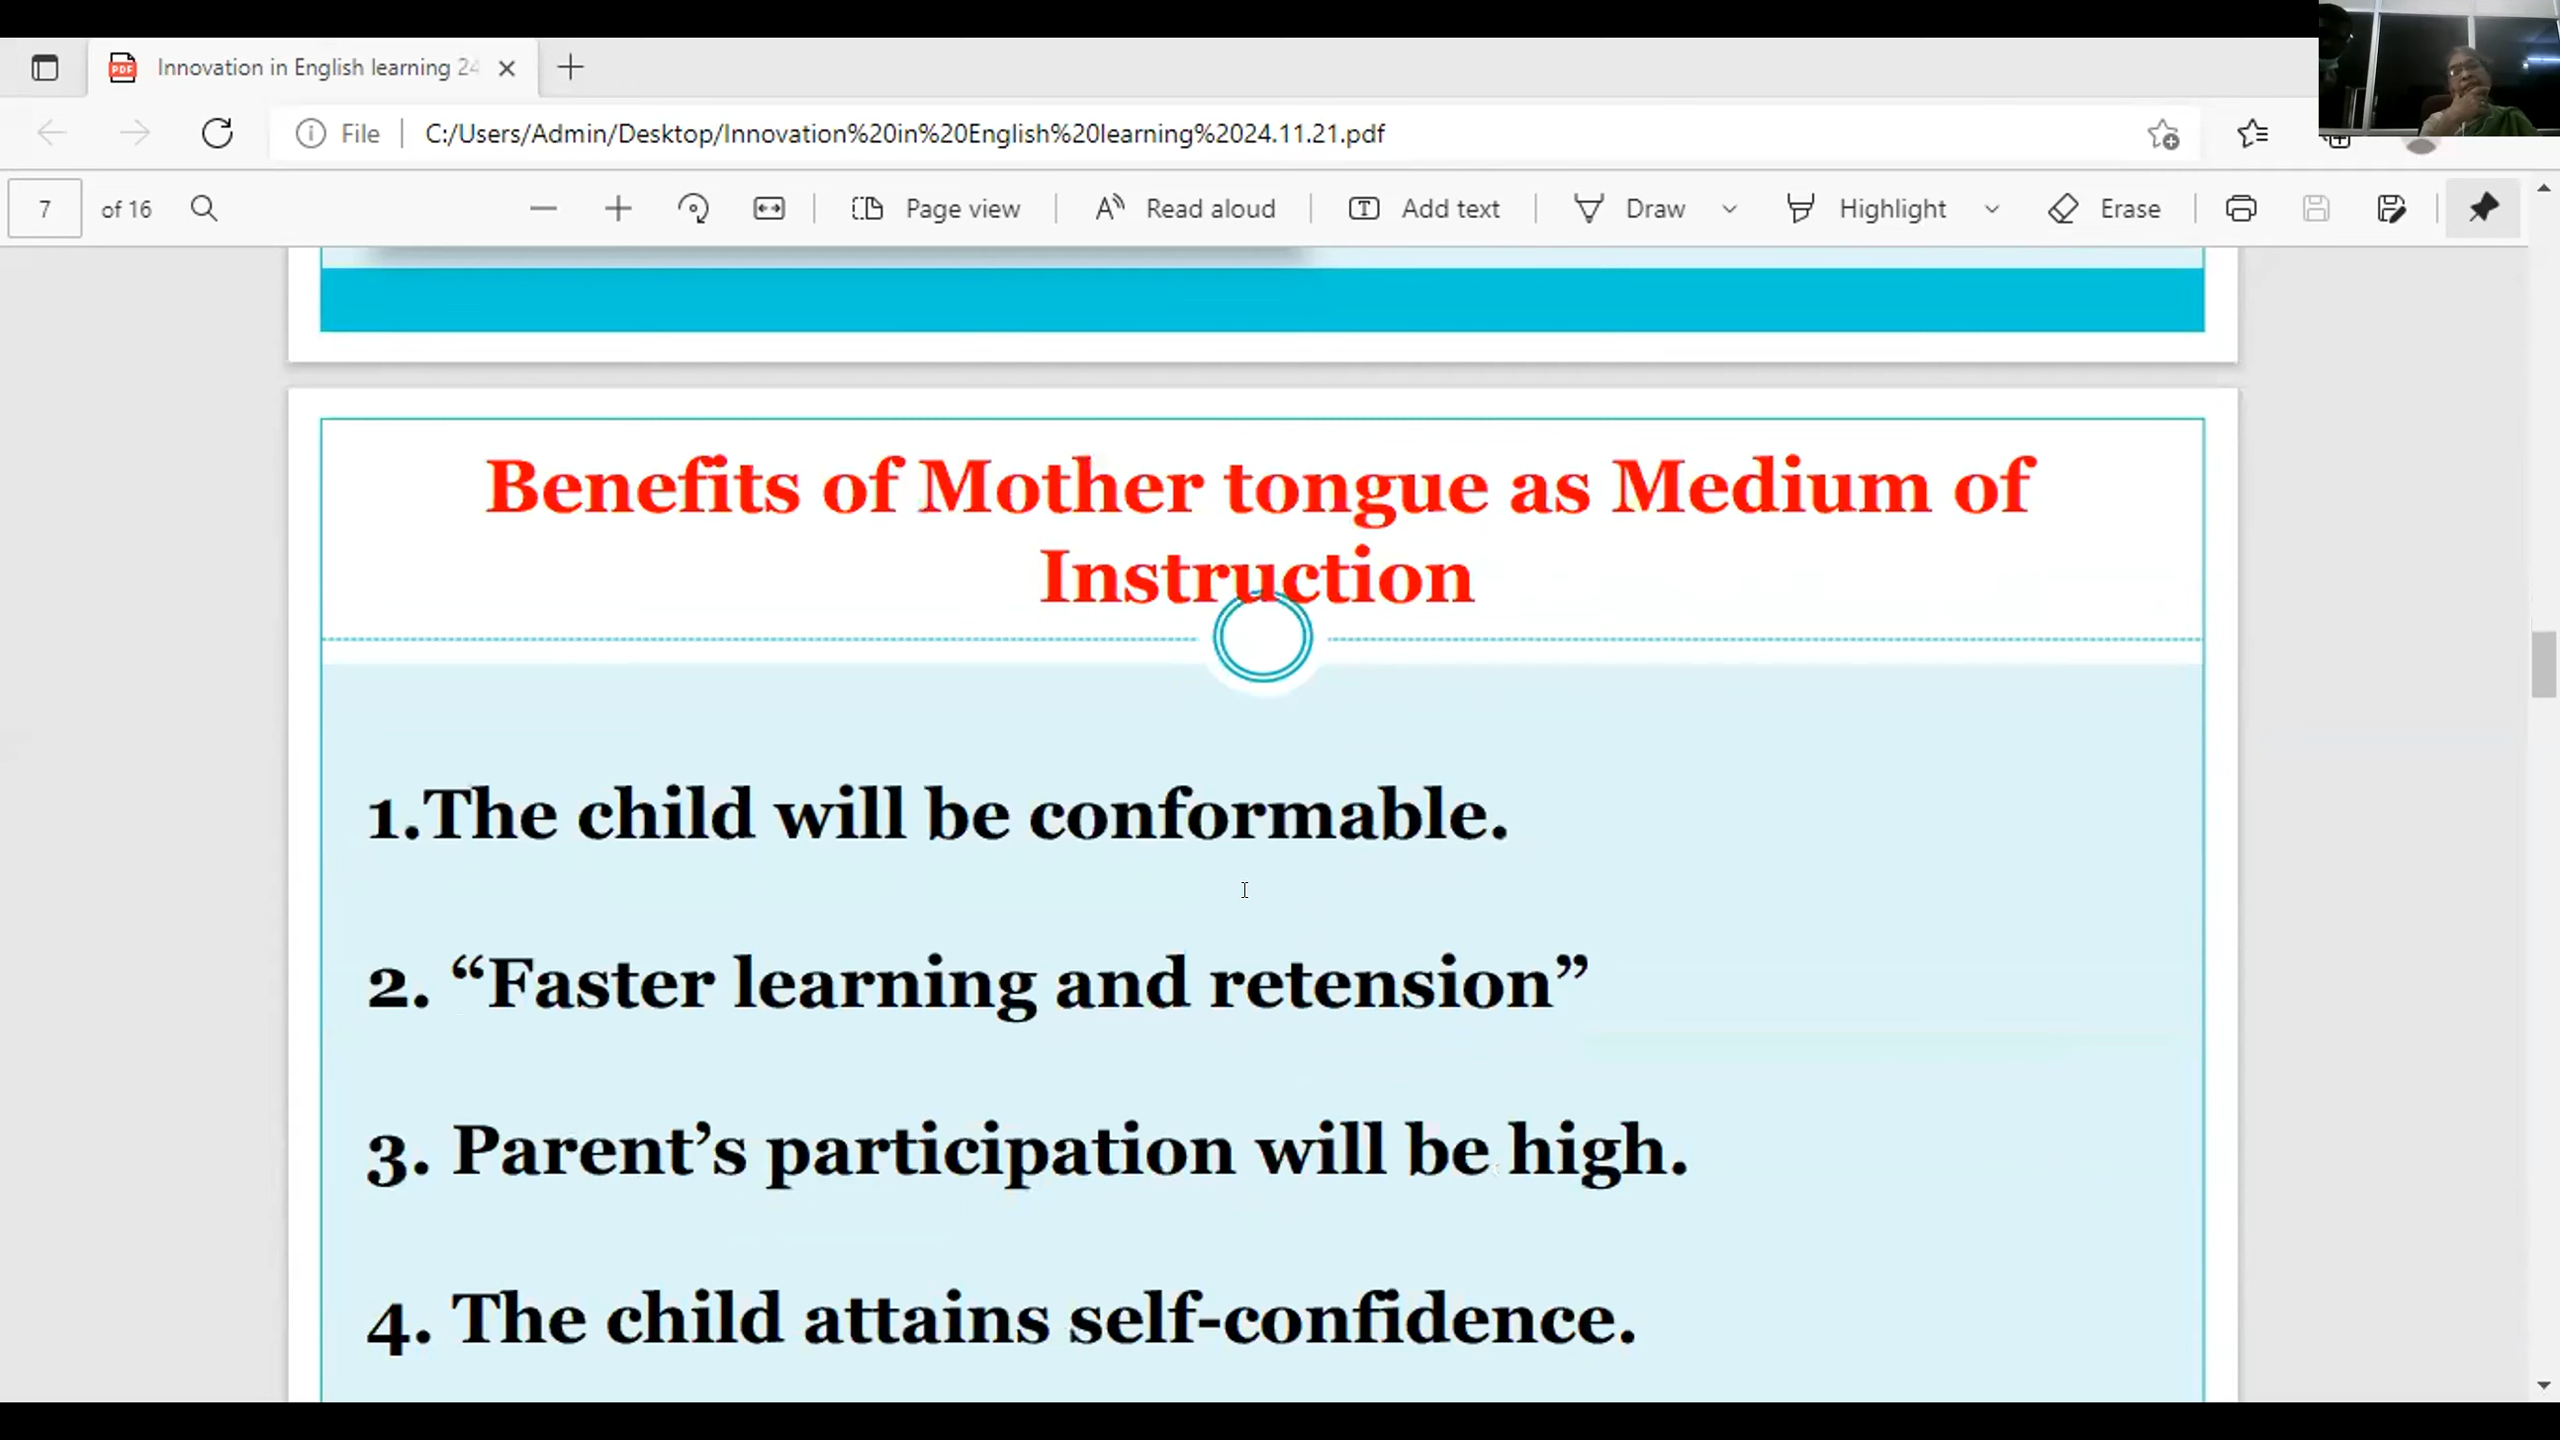 Innovation in English learning 24
File
C:/Users/Admin/Desktop/Innovation%20in%20English%20learning%2024.11.21.pdf
7 of 16
Page view
Read aloud
Add text
Draw
Highlight
Erase
Benefits of Mother tongue as Medium of
Instruction
1.The child will be conformable.
2. “Faster learning and retension”
3. Parent’s participation will be high.
4. The child attains self-confidence.